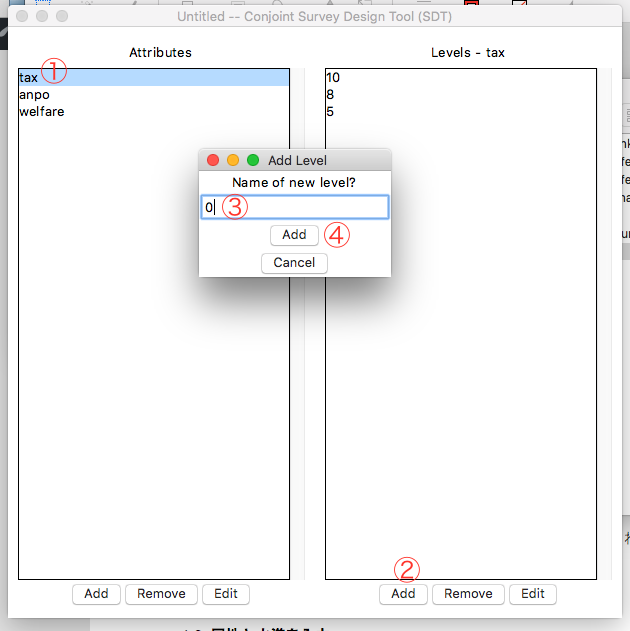 Untitled -- Conjoint Survey Design Tool (SDT)
Attributes
Levels - tax
tax ①
anpo
welfare
10
8
5
Add Level
Name of new level?
0 ③
Add ④
Cancel
②
Add Remove Edit
Add Remove Edit